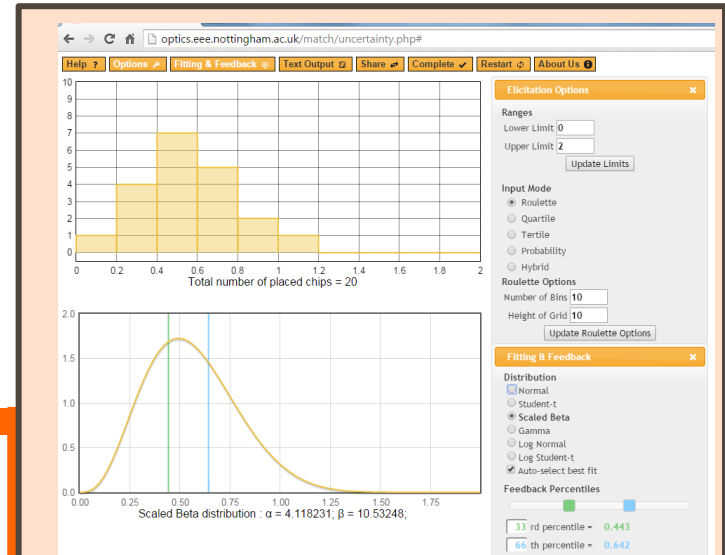 optics.eee.nottingham.ac.uk/match/uncertainty.php#
Help ? Options Fitting & Feedback Text Output Share Complete Restart About Us
10
9
8
7
6
5
4
3
2
1
0
0 0.2 0.4 0.6 0.8 1 1.2 1.4 1.6 1.8 2
Total number of placed chips = 20
2.0
1.5
1.0
0.5
0.0
0.00 0.25 0.50 0.75 1.00 1.25 1.50 1.75
Scaled Beta distribution : α = 4.118231; β = 10.53248;
Elicitation Options
Ranges
Lower Limit 0
Upper Limit 2
Update Limits
Input Mode
Roulette
Quartile
Tertile
Probability
Hybrid
Roulette Options
Number of Bins 10
Height of Grid 10
Update Roulette Options
Fitting & Feedback
Distribution
Normal
Student-t
Scaled Beta
Gamma
Log Normal
Log Student-t
Auto-select best fit
Feedback Percentiles
33 rd percentile = 0.443
66 th percentile = 0.642